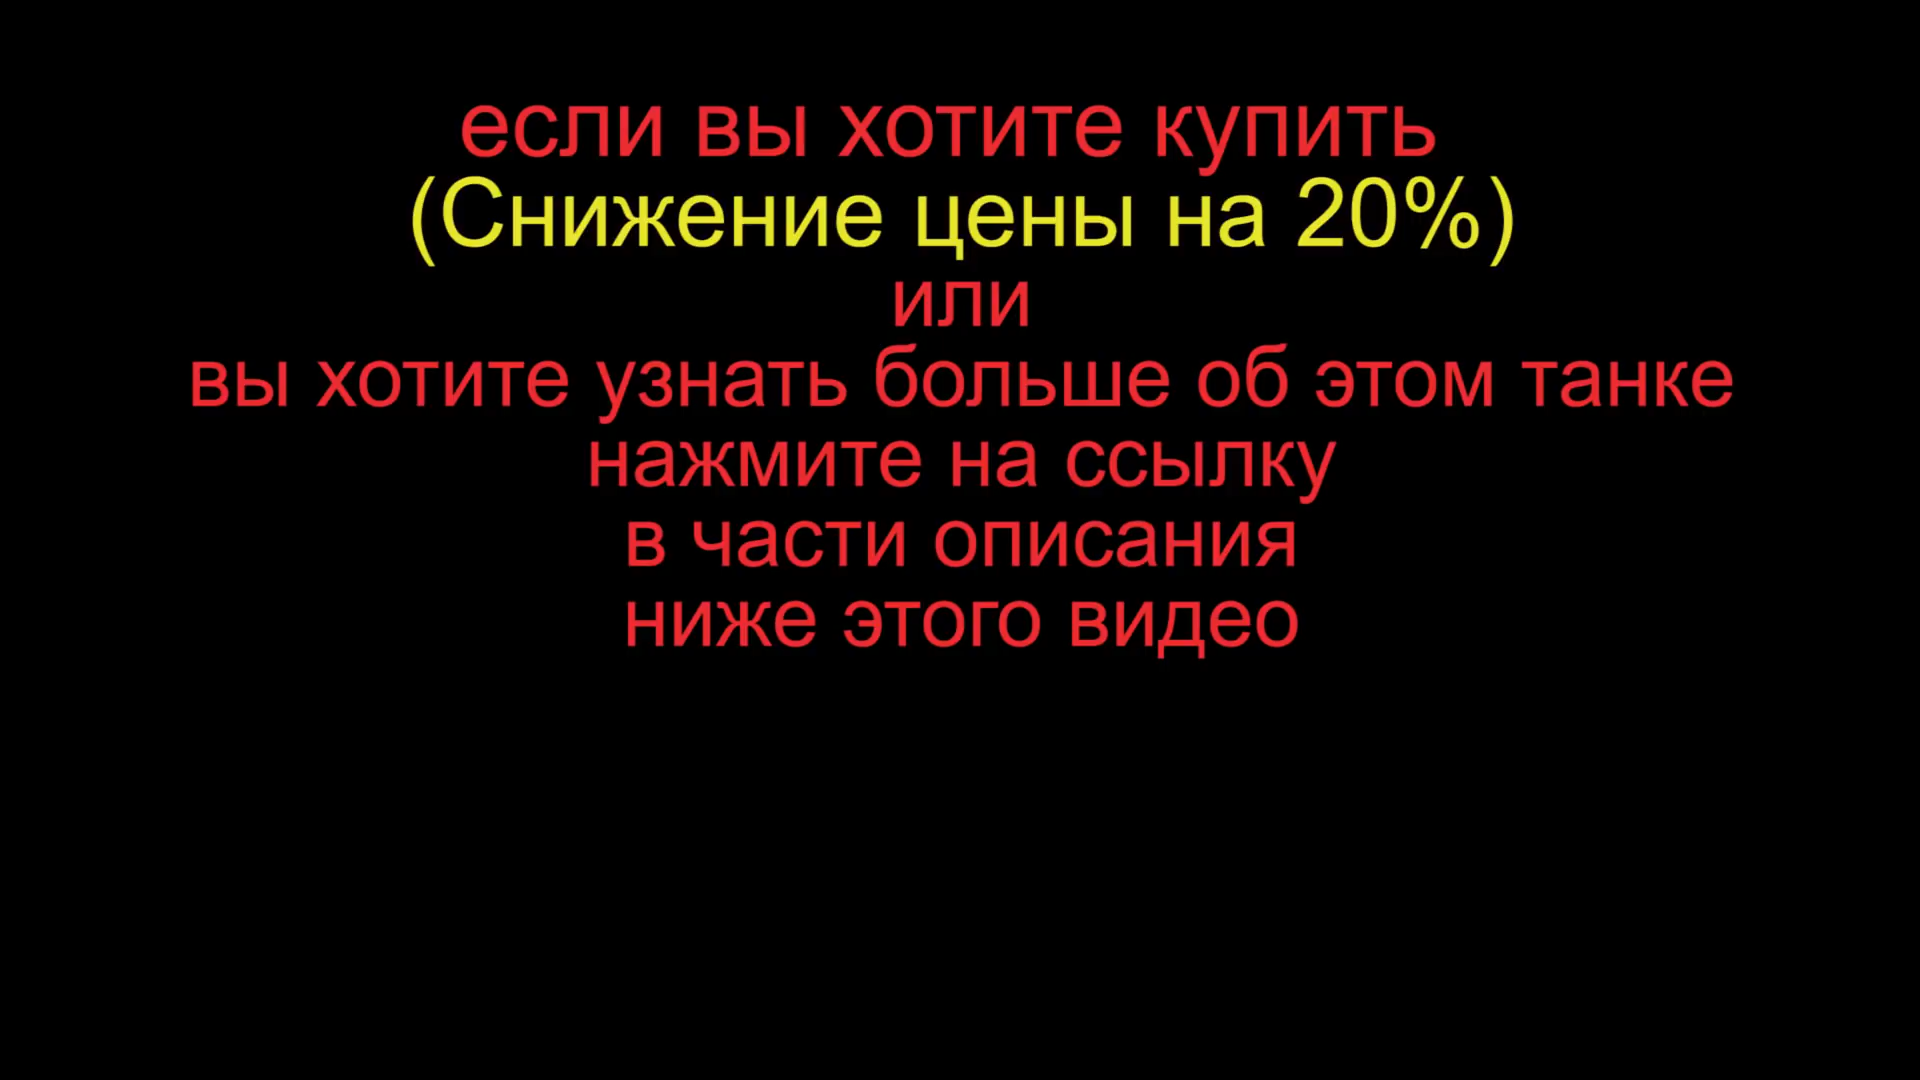 если вы хотите купить
(Снижение цены на 20%)
или
вы хотите узнать больше об этом танке
нажмите на ссылку
в части описания
ниже этого видео